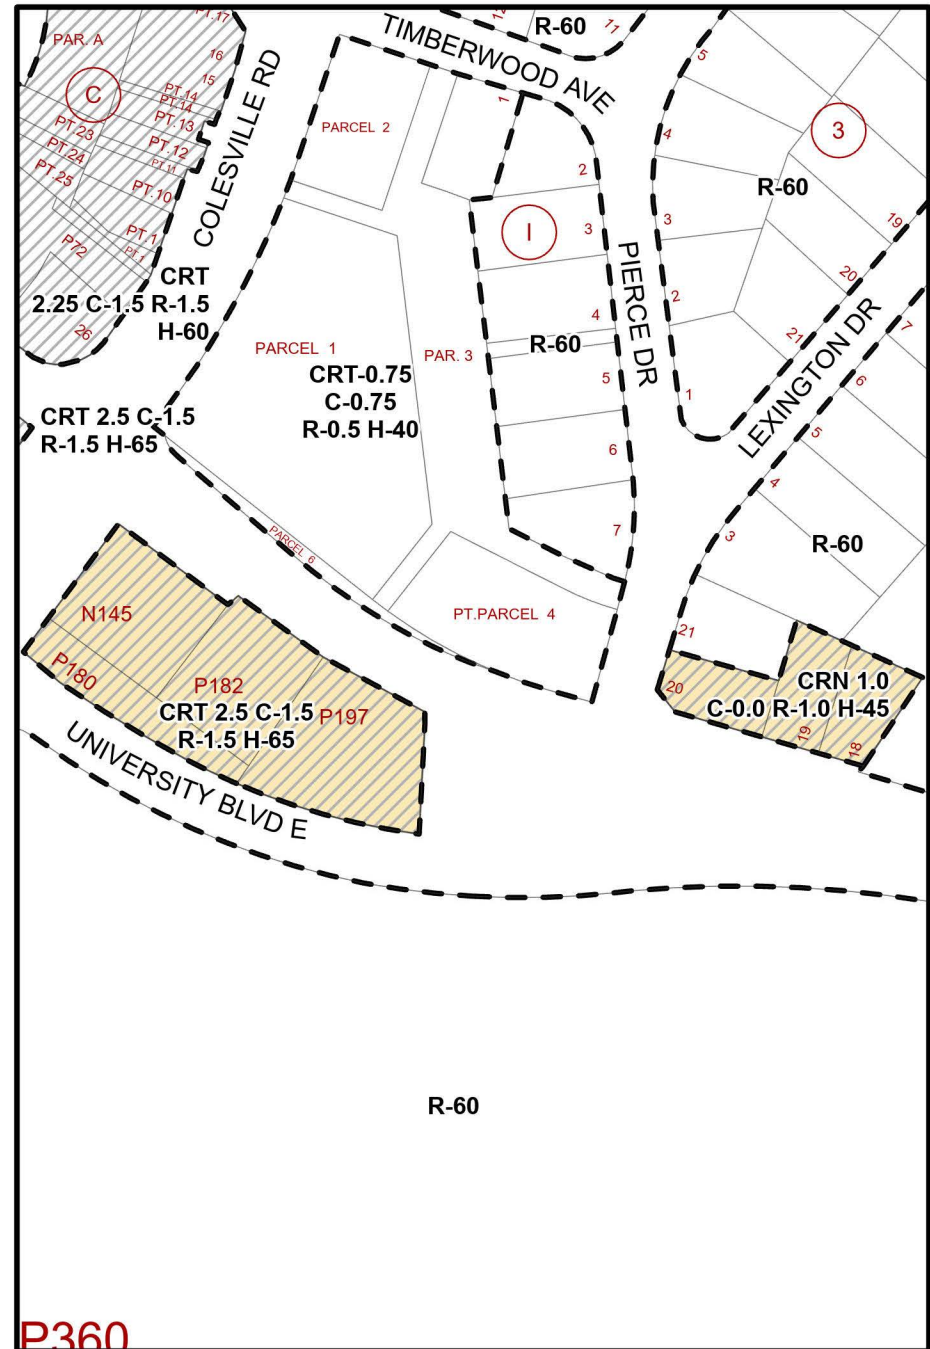 PT.17
12
11
R-60
PAR. A
16
15
C
PT.14
PT.14
PT.13
PT.23
PT.12
PT.24
PT.11
PT.25
PT.10
PT.1
PT.1
P72
26
COLESVILLE RD
TIMBERWOOD AVE
PARCEL 2
1
5
4
3
R-60
2
I
3
3
19
20
21
2
1
PIERCE DR
LEXINGTON DR
CRT
2.25 C-1.5 R-1.5
H-60
PARCEL 1
PAR. 3
CRT-0.75
C-0.75
R-0.5 H-40
4
R-60
5
6
7
7
6
5
4
3
R-60
CRT 2.5 C-1.5
R-1.5 H-65
PARCEL 6
PT.PARCEL 4
21
20
19
18
CRN 1.0
C-0.0 R-1.0 H-45
N145
P180
P182
P197
CRT 2.5 C-1.5
R-1.5 H-65
UNIVERSITY BLVD E
R-60
P360